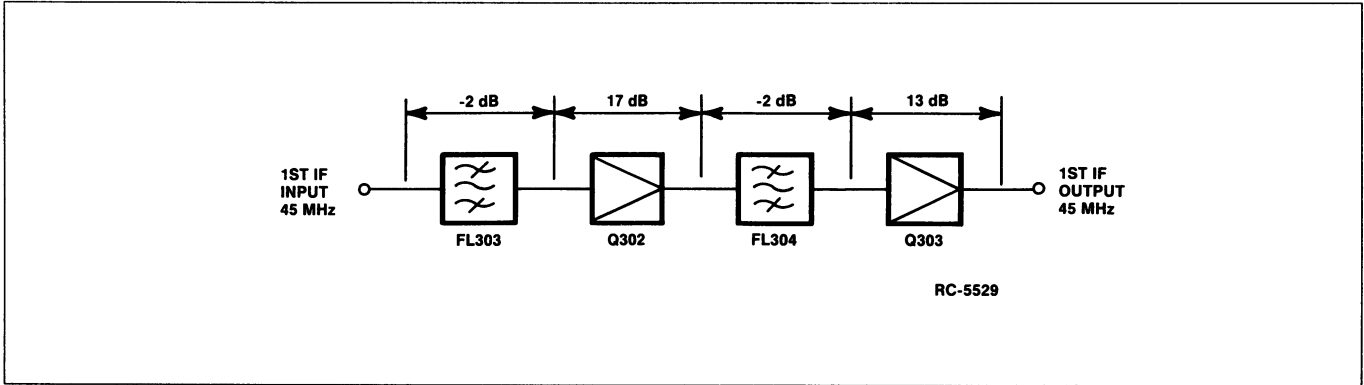 -2 dB
17 dB
-2 dB
13 dB
1ST IF
INPUT
45 MHz
1ST IF
OUTPUT
45 MHz
FL303
Q302
FL304
Q303
RC-5529